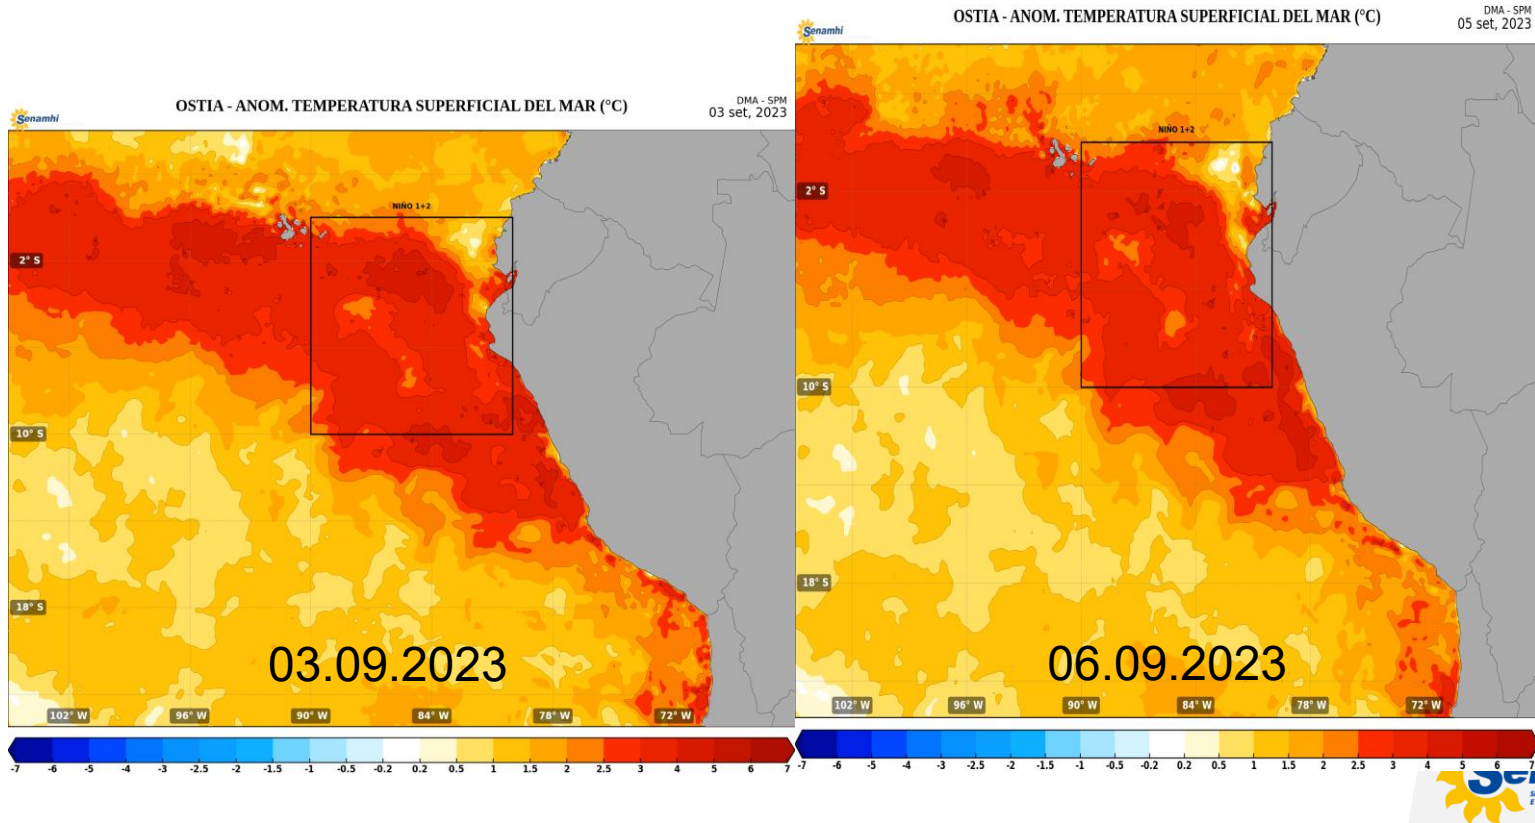 OSTIA - ANOM. TEMPERATURA SUPERFICIAL DEL MAR (°C)
DMA - SPM
03 set, 2023
Senamhi
NIÑO 1+2
2° S
10° S
18° S
03.09.2023
102° W 96° W 90° W 84° W 78° W 72° W
-7 -6 -5 -4 -3 -2.5 -2 -1.5 -1 -0.5 -0.2 0.2 0.5 1 1.5 2 2.5 3 4 5 6 7
OSTIA - ANOM. TEMPERATURA SUPERFICIAL DEL MAR (°C)
DMA - SPM
05 set, 2023
Senamhi
NIÑO 1+2
2° S
10° S
18° S
06.09.2023
102° W 96° W 90° W 84° W 78° W 72° W
-7 -6 -5 -4 -3 -2.5 -2 -1.5 -1 -0.5 -0.2 0.2 0.5 1 1.5 2 2.5 3 4 5 6 7